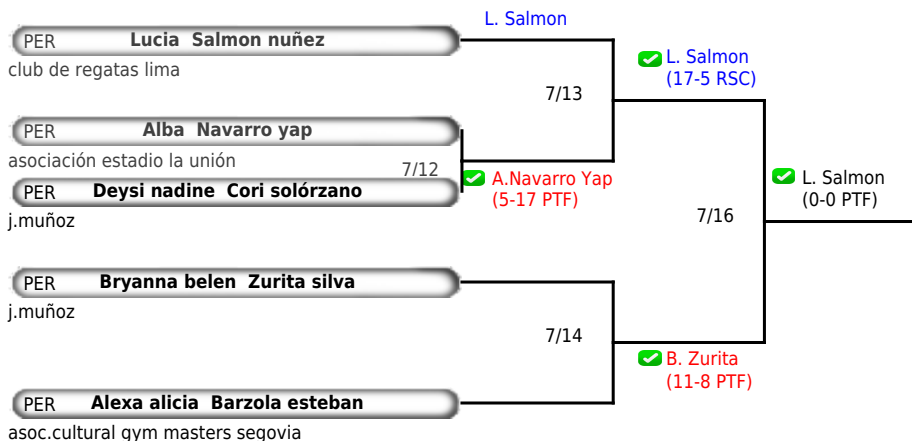 L. Salmon
PER Lucia Salmon nuñez
club de regatas lima
L. Salmon
(17-5 RSC)
7/13
PER Alba Navarro yap
asociación estadio la unión
7/12
A.Navarro Yap
(5-17 PTF)
PER Deysi nadine Cori solórzano
j.muñoz
L. Salmon
(0-0 PTF)
7/16
PER Bryanna belen Zurita silva
j.muñoz
7/14
B. Zurita
(11-8 PTF)
PER Alexa alicia Barzola esteban
asoc.cultural gym masters segovia